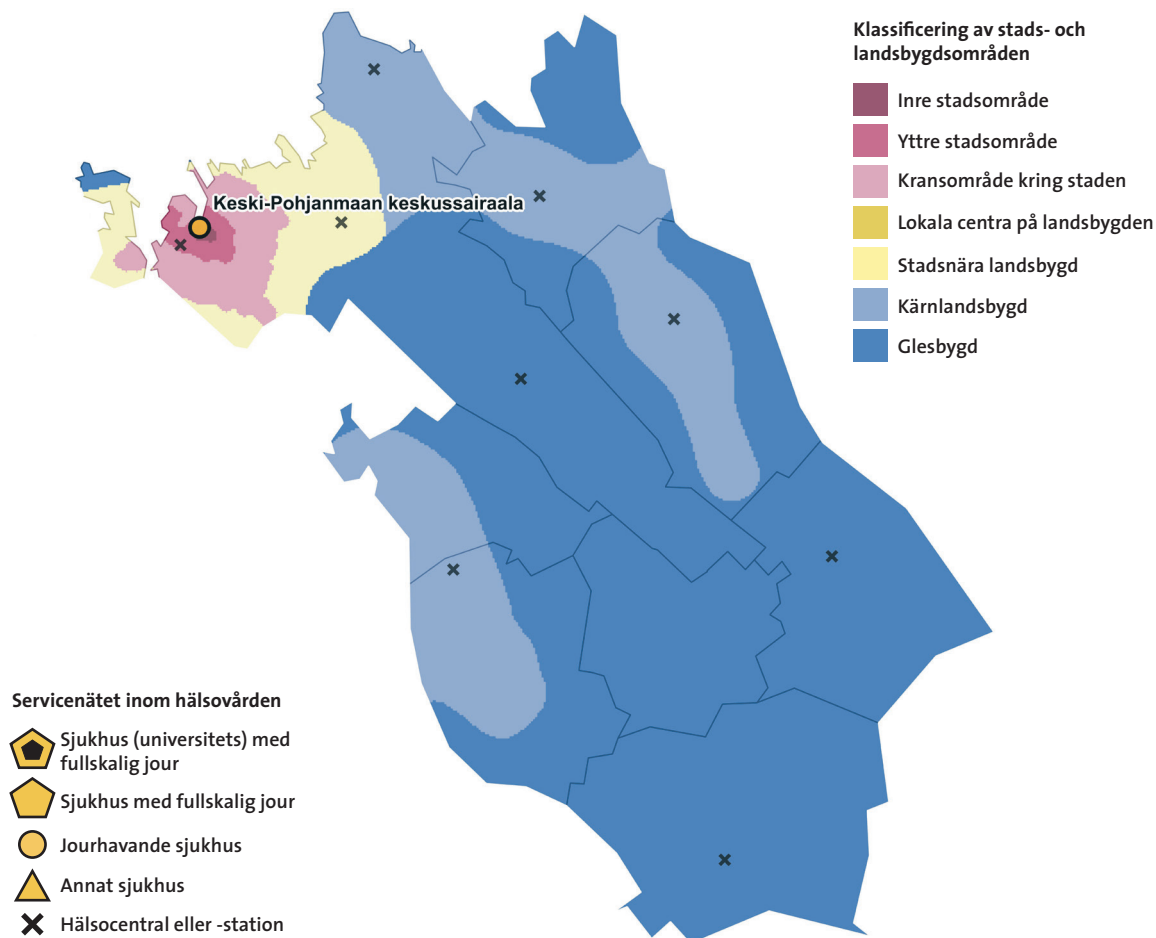 Klassificering av stads- och
landsbygdsområden
Inre stadsområde
Yttre stadsområde
Kransområde kring staden
Lokala centra på landsbygden
Stadsnära landsbygd
Kärnlandsbygd
Glesbygd
Keski-Pohjanmaan keskussairaala
Servicenätet inom hälsovården
Sjukhus (universitets) med
fullskalig jour
Sjukhus med fullskalig jour
Jourhavande sjukhus
Annat sjukhus
Hälsocentral eller -station